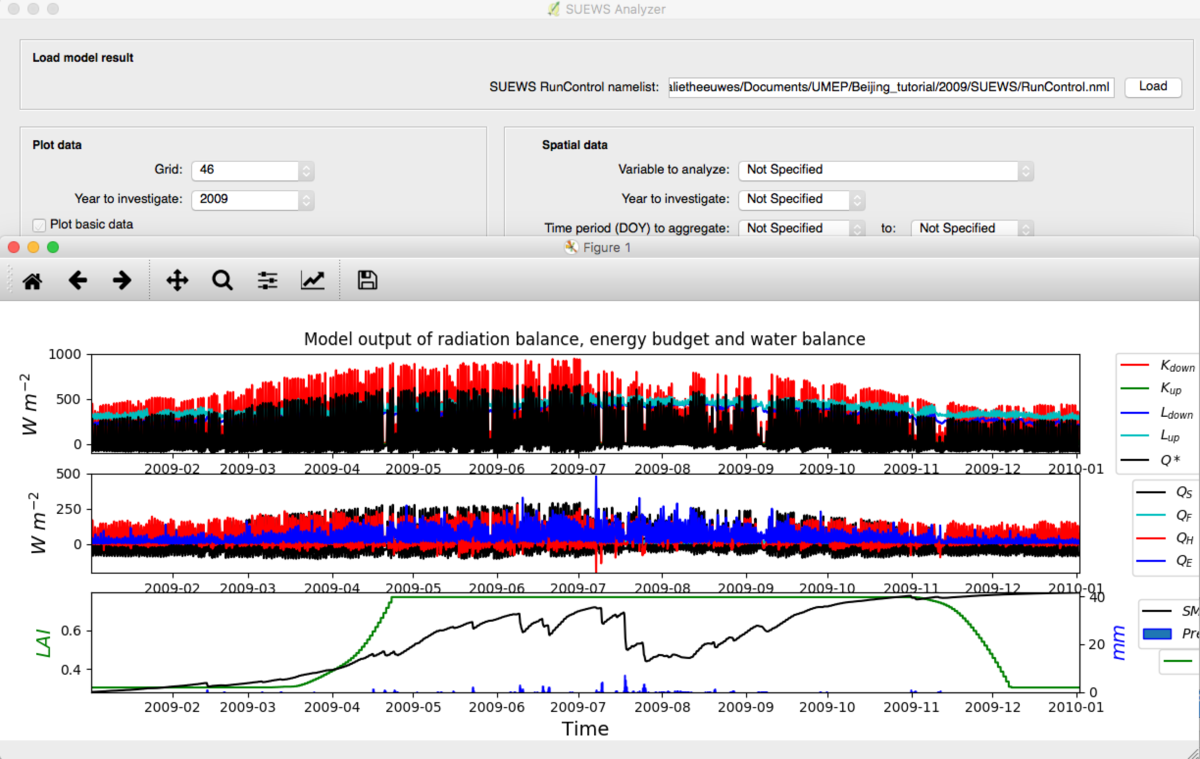 SUEWS Analyzer
Load model result
SUEWS RunControl namelist: alietheeuwes/Documents/UMEP/Beijing_tutorial/2009/SUEWS/RunControl.nml Load
Plot data
Grid: 46
Year to investigate: 2009
Plot basic data
Spatial data
Variable to analyze: Not Specified
Year to investigate: Not Specified
Time period (DOY) to aggregate: Not Specified to: Not Specified
Figure 1
Model output of radiation balance, energy budget and water balance
1000
500
0
W m⁻²
2009-02 2009-03 2009-04 2009-05 2009-06 2009-07 2009-08 2009-09 2009-10 2009-11 2009-12 2010-01
K_down
K_up
L_down
L_up
Q*
500
250
0
W m⁻²
2009-02 2009-03 2009-04 2009-05 2009-06 2009-07 2009-08 2009-09 2009-10 2009-11 2009-12 2010-01
Q_S
Q_F
Q_H
Q_E
0.6
0.4
LAI
40
20
0
mm
SM
Pre
2009-02 2009-03 2009-04 2009-05 2009-06 2009-07 2009-08 2009-09 2009-10 2009-11 2009-12 2010-01
Time